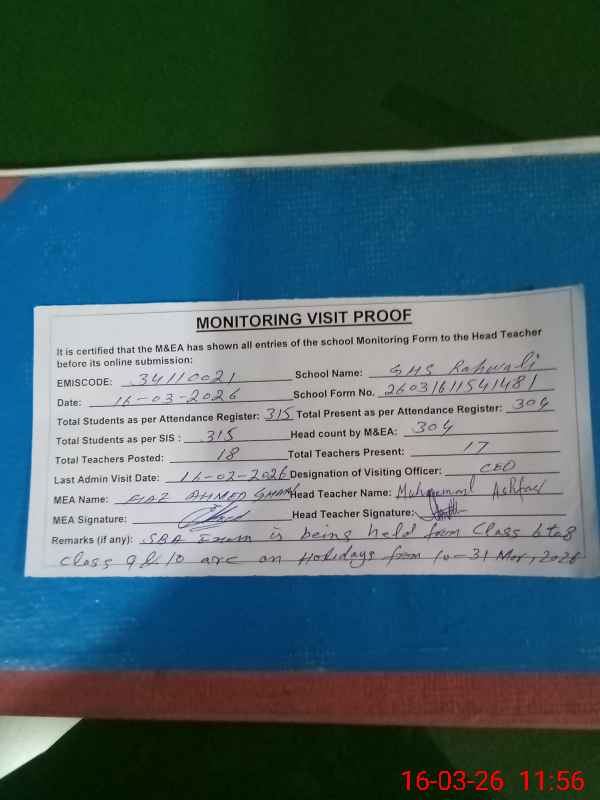 MONITORING VISIT PROOF
It is certified that the M&EA has shown all entries of the school Monitoring Form to the Head Teacher
before its online submission:
EMISCODE: 34110021 School Name: GHS Rahwali
Date: 16-03-2026 School Form No. 26031611541481
Total Students as per Attendance Register: 315 Total Present as per Attendance Register: 304
Total Students as per SIS : 315 Head count by M&EA: 304
Total Teachers Posted: 18 Total Teachers Present: 17
Last Admin Visit Date: 16-02-2026 Designation of Visiting Officer: CEO
MEA Name: AHMED Head Teacher Name: Muhammad Ashfaq
MEA Signature: Head Teacher Signature:
Remarks (if any): SBA Exam is being held from Class 6 to 8
Class 9 & 10 are on Holidays from 10-31 Mar, 2026
16-03-26 11:56